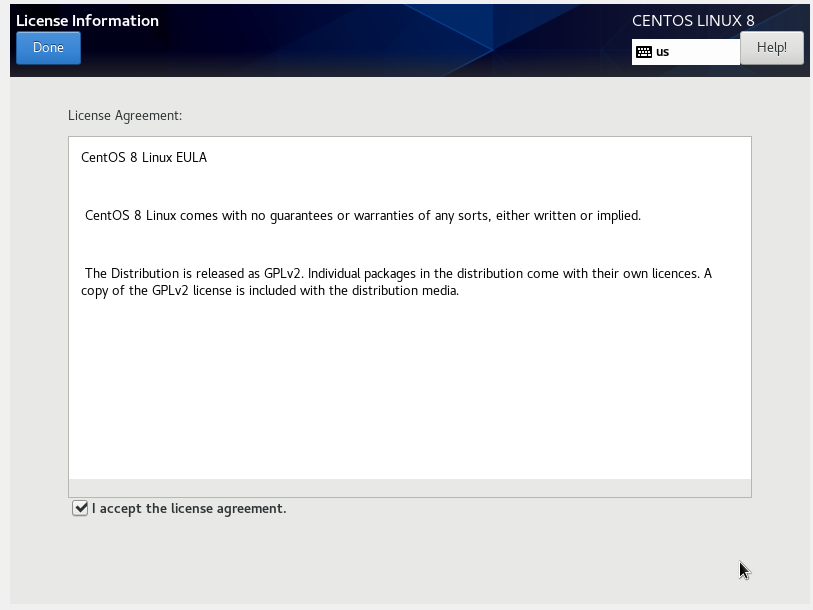 License Information
CENTOS LINUX 8
Done
us
Help!
License Agreement:
CentOS 8 Linux EULA
CentOS 8 Linux comes with no guarantees or warranties of any sorts, either written or implied.
The Distribution is released as GPLv2. Individual packages in the distribution come with their own licences. A
copy of the GPLv2 license is included with the distribution media.
I accept the license agreement.